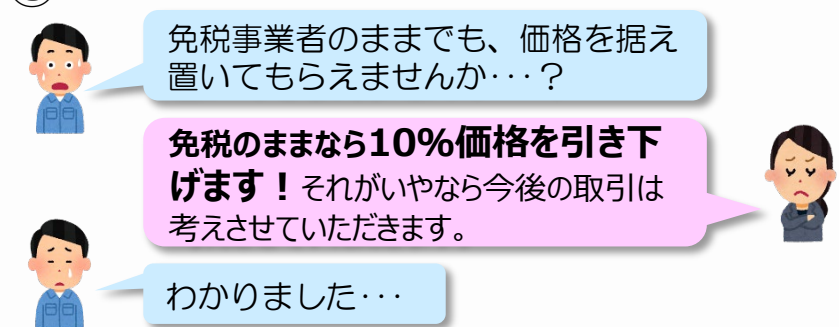 免税事業者のままでも、価格を据え
置いてもらえませんか･･･？
免税のままなら10％価格を引き下
げます！それがいやなら今後の取引は
考えさせていただきます。
わかりました･･･